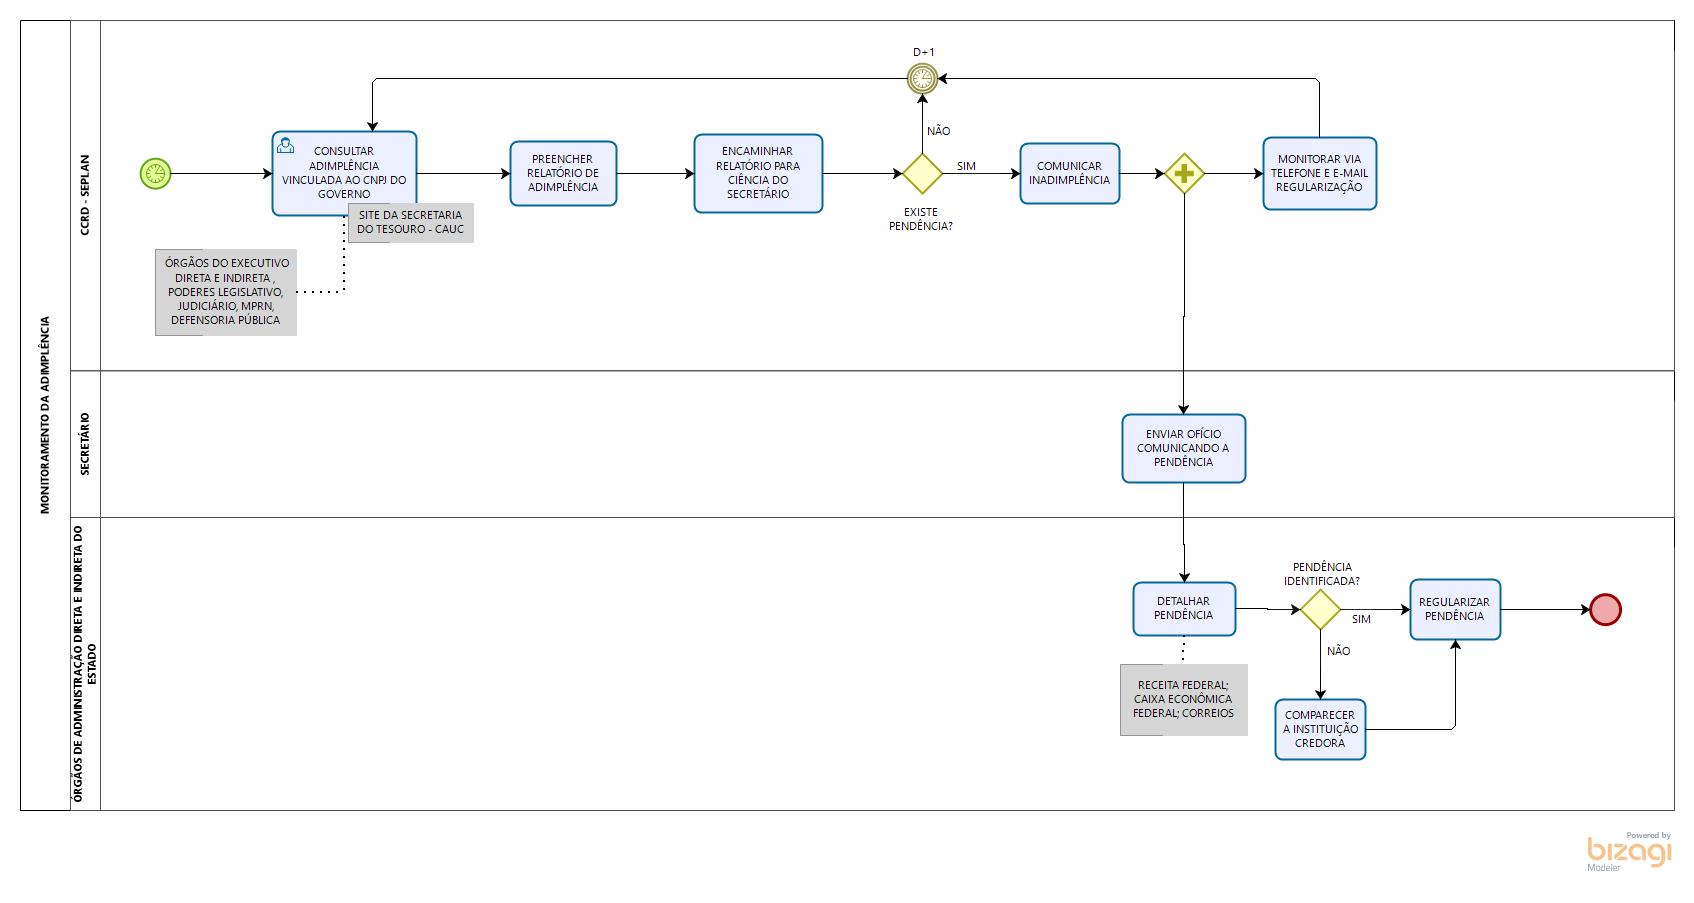 MONITORAMENTO DA ADIMPLÊNCIA
CCRD - SEPLAN
D+1
CONSULTAR
ADIMPLÊNCIA
VINCULADA AO CNPJ DO
GOVERNO
PREENCHER
RELATÓRIO DE
ADIMPLÊNCIA
ENCAMINHAR
RELATÓRIO PARA
CIÊNCIA DO
SECRETÁRIO
NÃO
SIM
EXISTE
PENDÊNCIA?
COMUNICAR
INADIMPLÊNCIA
MONITORAR VIA
TELEFONE E E-MAIL
REGULARIZAÇÃO
SITE DA SECRETARIA
DO TESOURO - CAUC
ÓRGÃOS DO EXECUTIVO
DIRETA E INDIRETA ,
PODERES LEGISLATIVO,
JUDICIÁRIO, MPRN,
DEFENSORIA PÚBLICA
SECRETÁRIO
ENVIAR OFÍCIO
COMUNICANDO A
PENDÊNCIA
ÓRGÃOS DE ADMINISTRAÇÃO DIRETA E INDIRETA DO
ESTADO
DETALHAR
PENDÊNCIA
PENDÊNCIA
IDENTIFICADA?
SIM
NÃO
REGULARIZAR
PENDÊNCIA
RECEITA FEDERAL;
CAIXA ECONÔMICA
FEDERAL; CORREIOS
COMPARECER
A INSTITUIÇÃO
CREDORA
Powered by
bizagi
Modeler